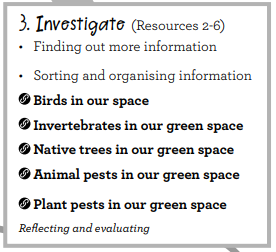 3. Investigate (Resources 2-6)
• Finding out more information
• Sorting and organising information
Birds in our space
Invertebrates in our green space
Native trees in our green space
Animal pests in our green space
Plant pests in our green space
Reflecting and evaluating